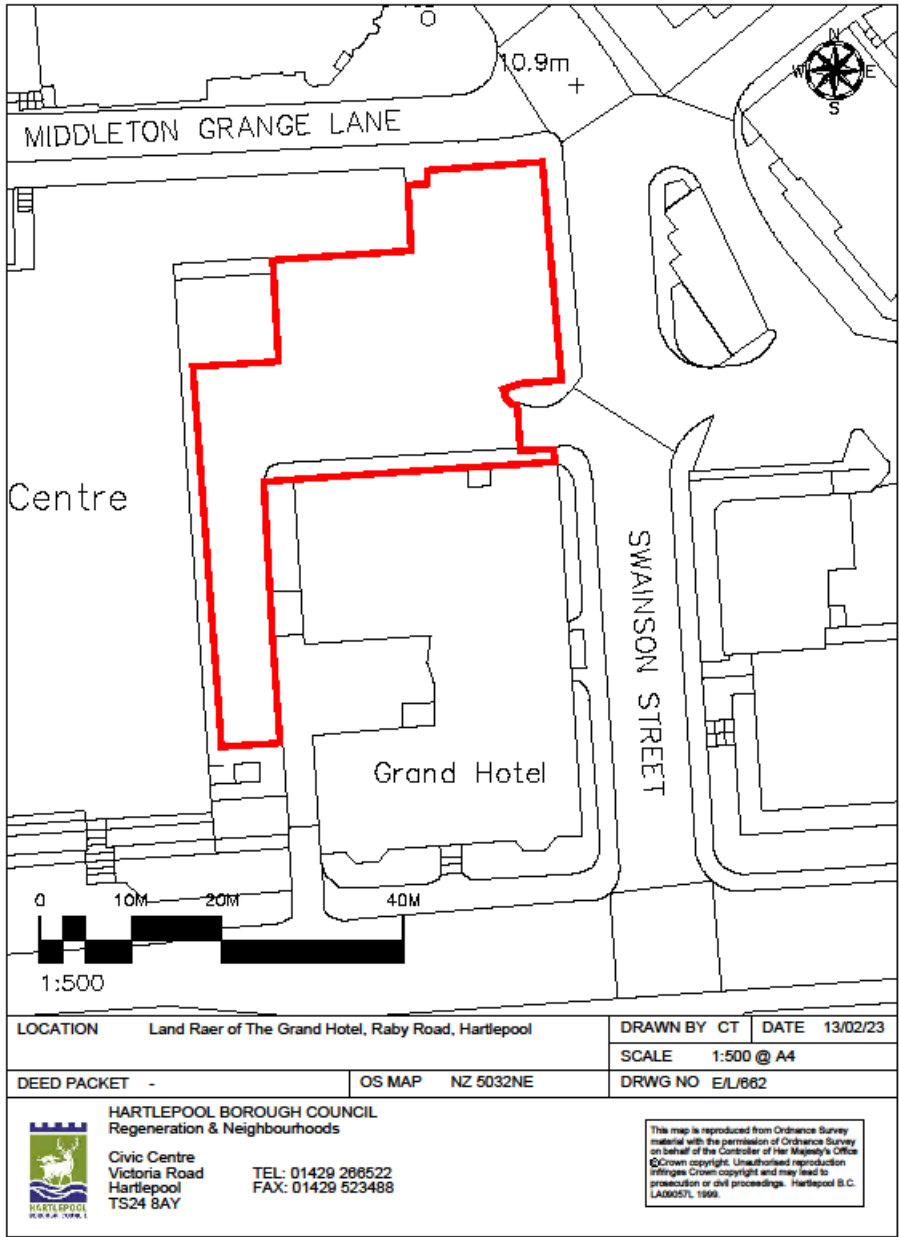 10.9m
N
W E
S
MIDDLETON GRANGE LANE
Centre
SWAINSON STREET
Grand Hotel
0 10M 20M 40M
1:500
LOCATION Land Raer of The Grand Hotel, Raby Road, Hartlepool
DRAWN BY CT DATE 13/02/23
SCALE 1:500 @ A4
DEED PACKET - OS MAP NZ 5032NE DRWG NO E/L/662
HARTLEPOOL BOROUGH COUNCIL
Regeneration & Neighbourhoods
Civic Centre
Victoria Road TEL: 01429 266522
Hartlepool FAX: 01429 523488
TS24 8AY
HARTLEPOOL
BOROUGH COUNCIL
This map is reproduced from Ordnance Survey
material with the permission of Ordnance Survey
on behalf of the Controller of Her Majesty's Office
©Crown copyright. Unauthorised reproduction
infringes Crown copyright and may lead to
prosecution or civil proceedings. Hartlepool B.C.
LA09057L 1999.